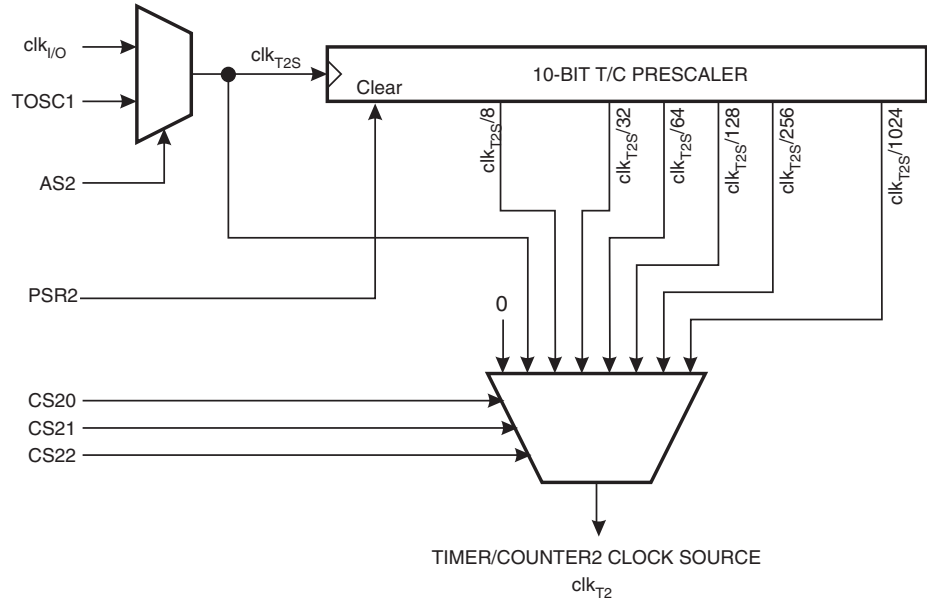 clkI/O
TOSC1
AS2
PSR2
clkT2S
10-BIT T/C PRESCALER
Clear
clkT2S/8
clkT2S/32
clkT2S/64
clkT2S/128
clkT2S/256
clkT2S/1024
0
CS20
CS21
CS22
TIMER/COUNTER2 CLOCK SOURCE
clkT2